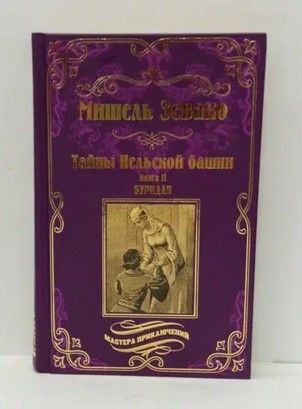 Мишель Зевако
Тайны Нельской башни
книга II
БУРИДАН
МАСТЕРА ПРИКЛЮЧЕНИЙ